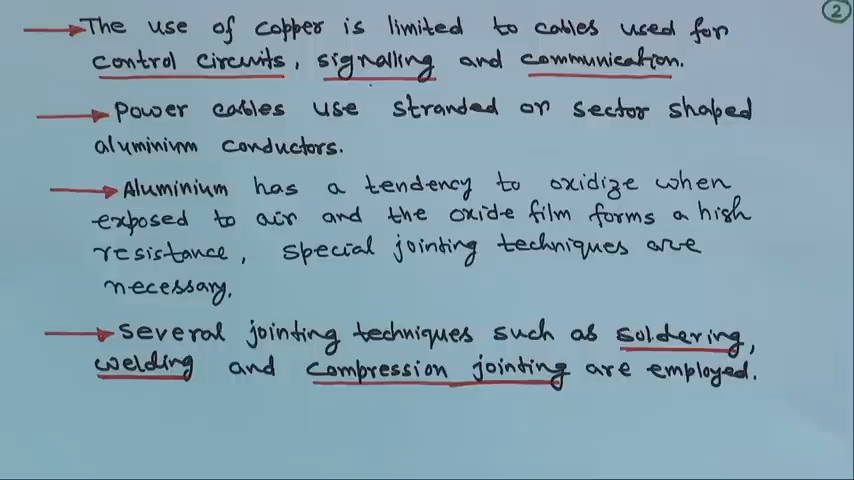 2
The use of copper is limited to cables used for
control circuits, signalling and communication.
Power cables use stranded or sector shaped
aluminium conductors.
Aluminium has a tendency to oxidize when
exposed to air and the oxide film forms a high
resistance, special jointing techniques are
necessary.
Several jointing techniques such as soldering,
welding and compression jointing are employed.